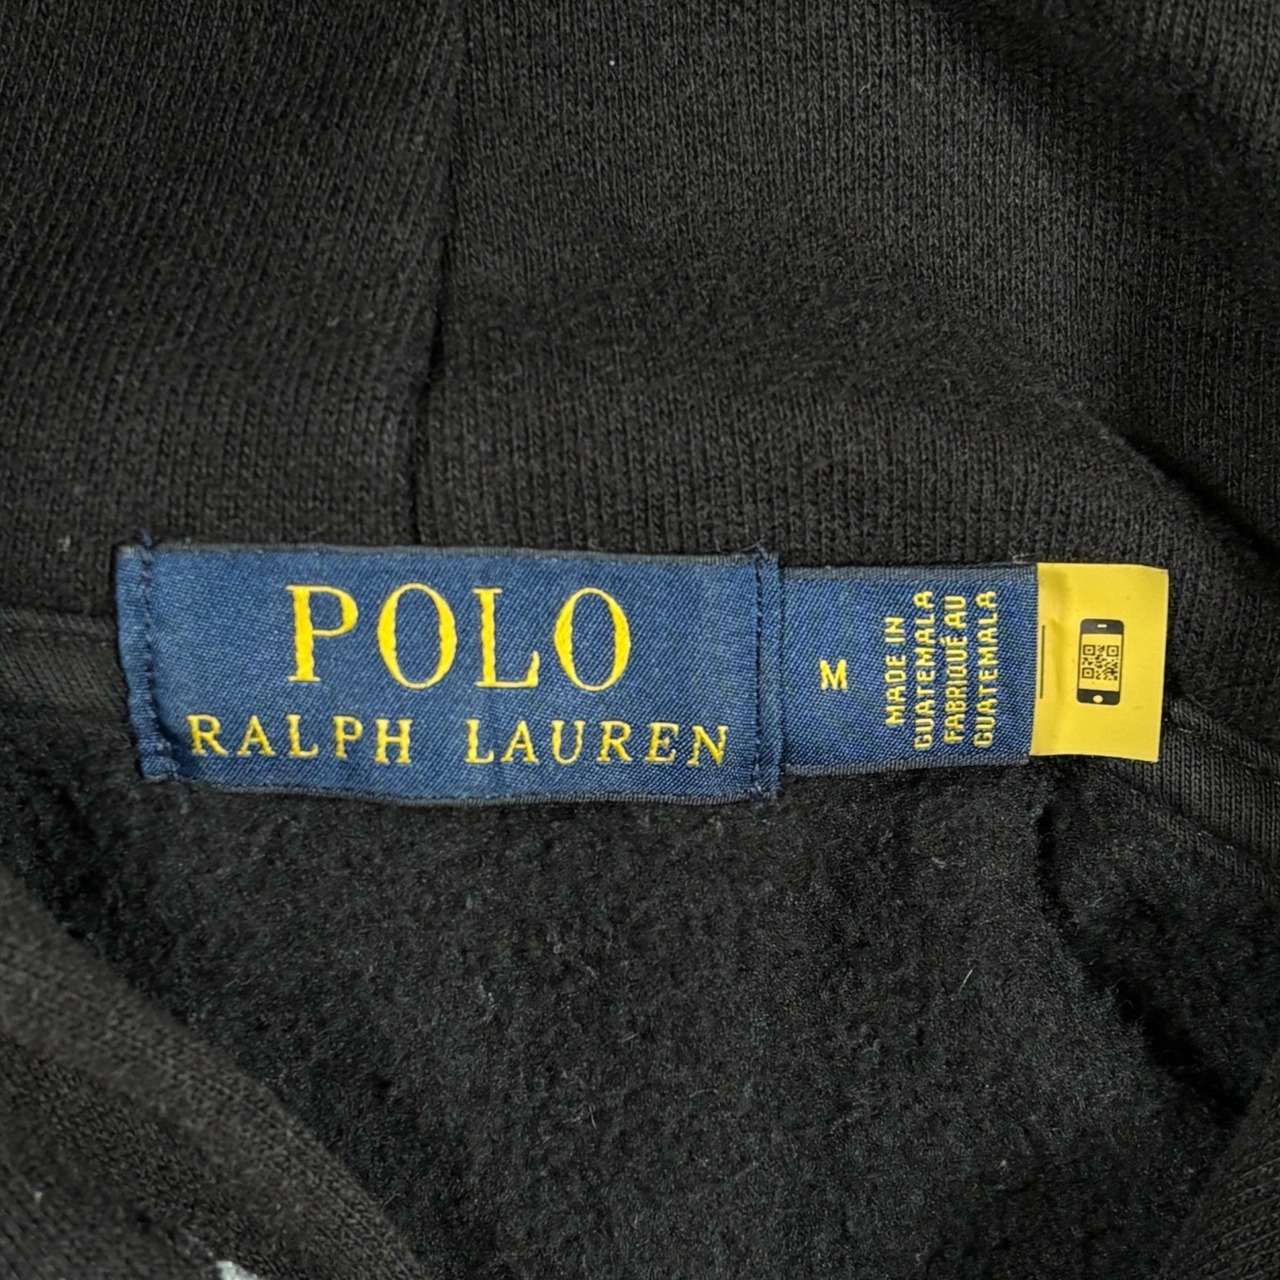 POLO
RALPH LAUREN
M
MADE IN
GUATEMALA
FABRIQUÉ AU
GUATEMALA